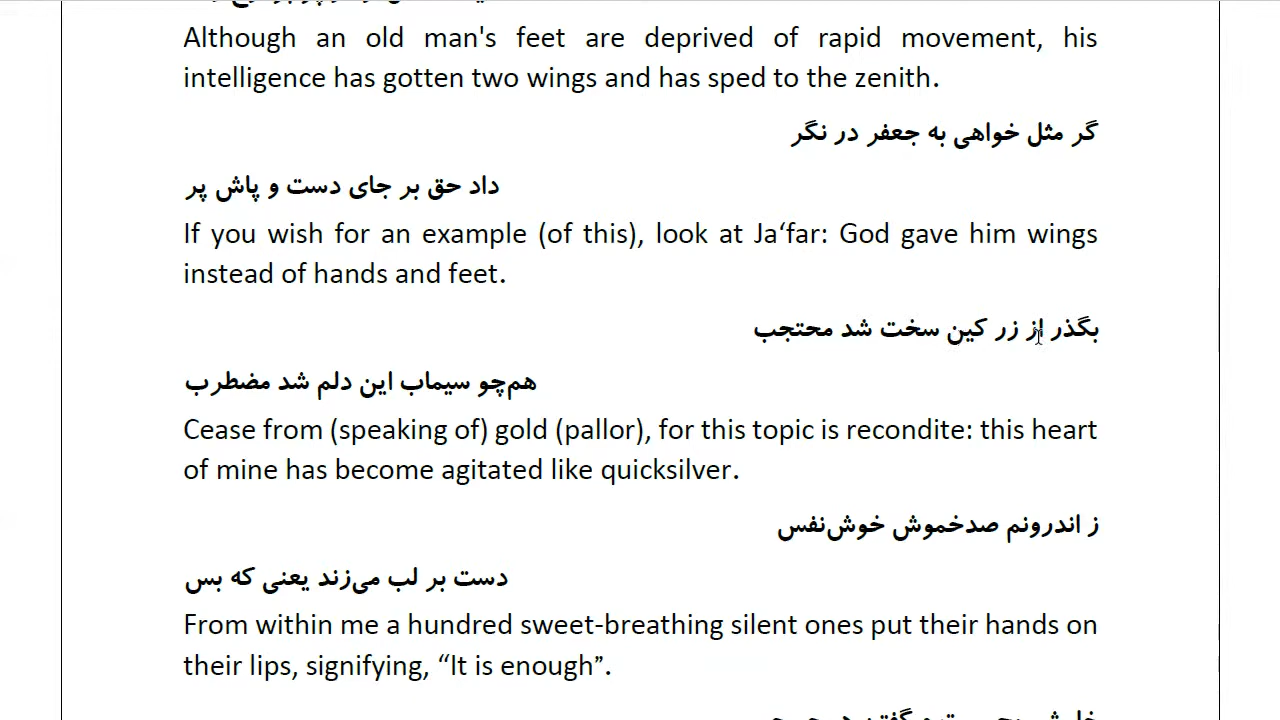 Although an old man's feet are deprived of rapid movement, his
intelligence has gotten two wings and has sped to the zenith.
گر مثل خواهی به جعفر در نگر
داد حق بر جای دست و پاش پر
If you wish for an example (of this), look at Ja‘far: God gave him wings
instead of hands and feet.
بگذر از زر کین سخت شد محتجب
هم‌چو سیماب این دلم شد مضطرب
Cease from (speaking of) gold (pallor), for this topic is recondite: this heart
of mine has become agitated like quicksilver.
ز اندرونم صدخموش خوش‌نفس
دست بر لب می‌زند یعنی که بس
From within me a hundred sweet-breathing silent ones put their hands on
their lips, signifying, “It is enough”.